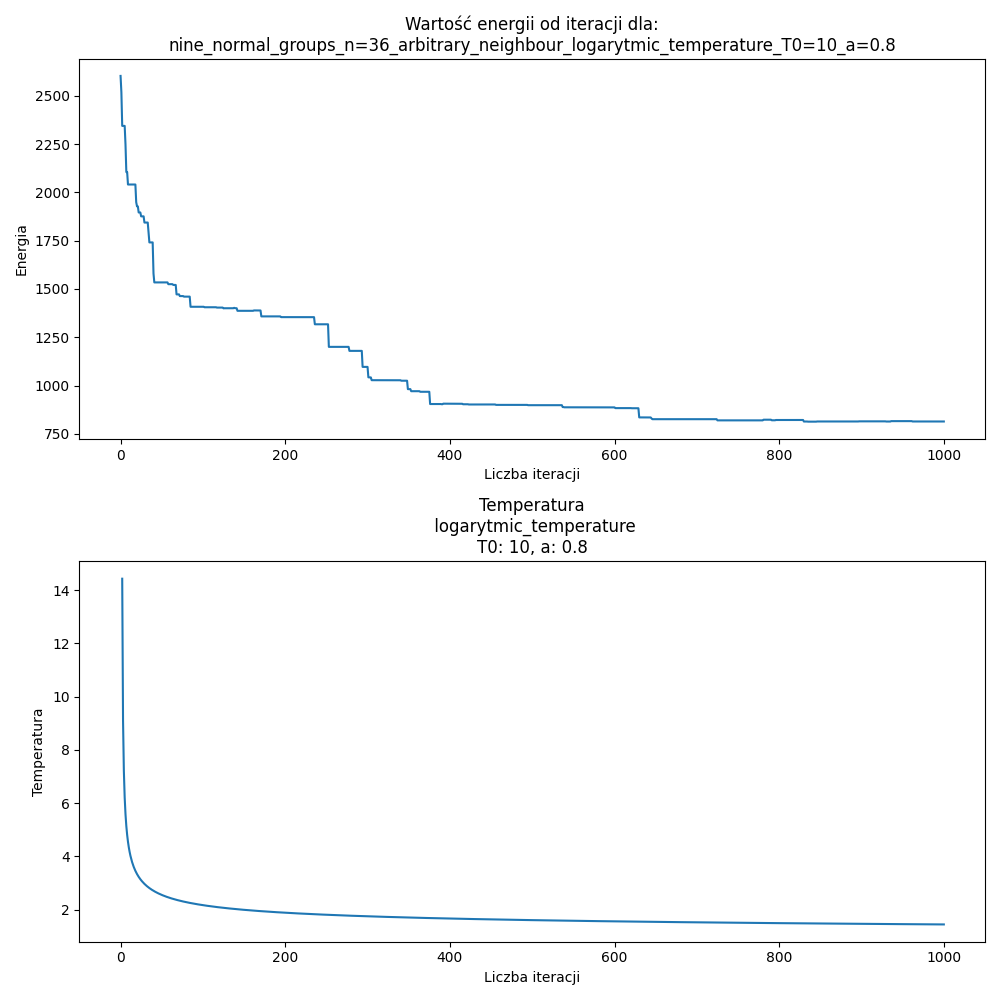 Wartość energii od iteracji dla:
nine_normal_groups_n=36_arbitrary_neighbour_logarytmic_temperature_T0=10_a=0.8
2500
2250
2000
1750
1500
1250
1000
750
Energia
0 200 400 600 800 1000
Liczba iteracji
Temperatura
logarytmic_temperature
T0: 10, a: 0.8
14
12
10
8
6
4
2
Temperatura
0 200 400 600 800 1000
Liczba iteracji